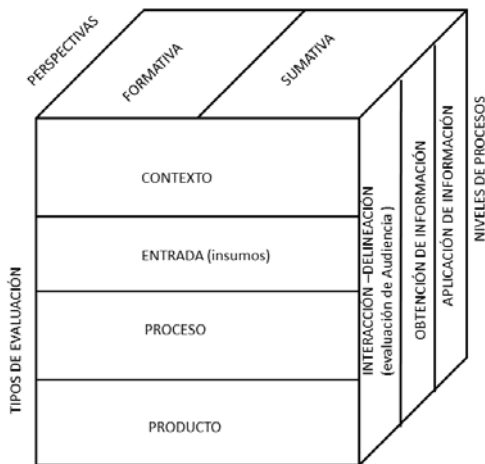 PERSPECTIVAS
FORMATIVA
SUMATIVA
TIPOS DE EVALUACIÓN
CONTEXTO
ENTRADA (insumos)
PROCESO
PRODUCTO
INTERACCIÓN –DELINEACIÓN
(evaluación de Audiencia )
OBTENCIÓN DE INFORMACIÓN
APLICACIÓN DE INFORMACIÓN
NIVELES DE PROCESOS